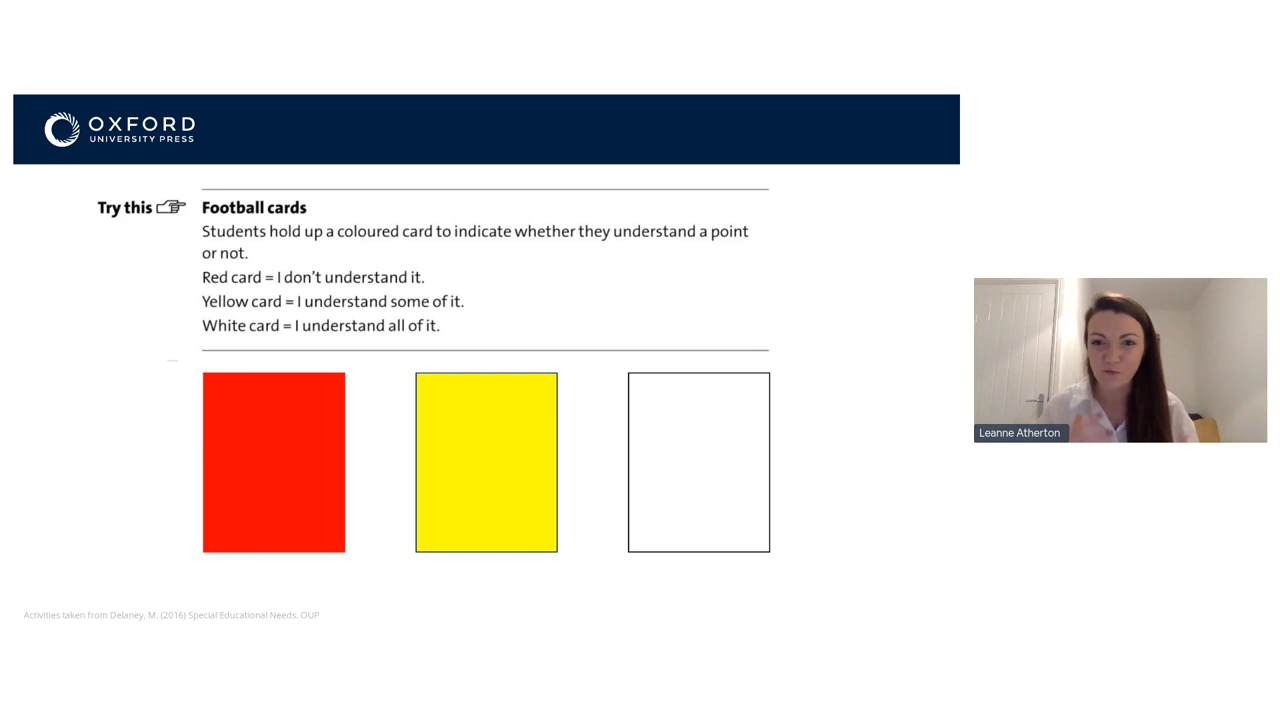 OXFORD
UNIVERSITY PRESS
Try this
Football cards
Students hold up a coloured card to indicate whether they understand a point
or not.
Red card = I don't understand it.
Yellow card = I understand some of it.
White card = I understand all of it.
Leanne Atherton
Activities taken from Delaney, M. (2016) Special Educational Needs. OUP